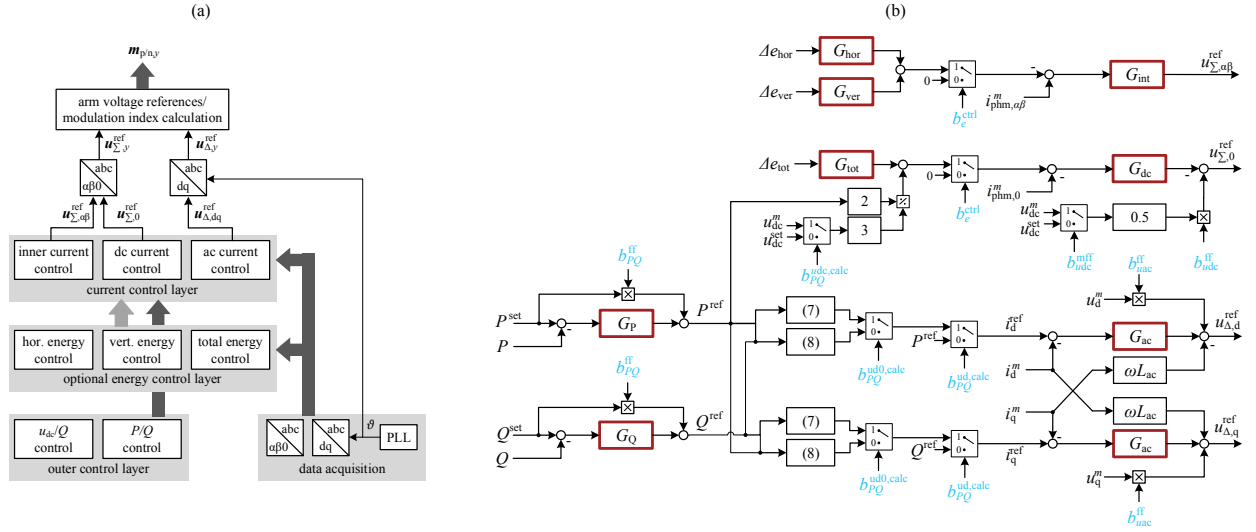 (a)
m_p/n,y
arm voltage references/
modulation index calculation
u^ref_Σ,y
u^ref_Δ,y
abc
αβ0
abc
dq
u^ref_Σ,αβ
u^ref_Σ,0
u^ref_Δ,dq
inner current
control
dc current
control
ac current
control
current control layer
hor. energy
control
vert. energy
control
total energy
control
optional energy control layer
u_dc/Q
control
P/Q
control
outer control layer
abc
αβ0
abc
dq
ϑ
PLL
data acquisition
(b)
Δe_hor
G_hor
Δe_ver
G_ver
0
1
0
b^ctrl_e
-
i^m_phm,αβ
G_int
u^ref_Σ,αβ
Δe_tot
G_tot
0
1
0
b^ctrl_e
-
i^m_phm,0
G_dc
-
u^ref_Σ,0
2
3
÷
u^m_dc
u^set_dc
1
0
b^udc,calc_PQ
u^m_dc
u^set_dc
1
0
b^mff_udc
0.5
×
b^ff_udc
b^ff_PQ
×
P^set
P
-
G_P
P^ref
(7)
(8)
1
0
b^ud0,calc_PQ
P^ref
1
0
b^ud,calc_PQ
i^ref_d
-
i^m_d
b^ff_uac
u^m_d
×
G_ac
-
u^ref_Δ,d
ωL_ac
b^ff_PQ
×
Q^set
Q
-
G_Q
Q^ref
(7)
(8)
1
0
b^ud0,calc_PQ
Q^ref
1
0
b^ud,calc_PQ
i^m_q
i^ref_q
-
ωL_ac
G_ac
u^ref_Δ,q
u^m_q
×
b^ff_uac